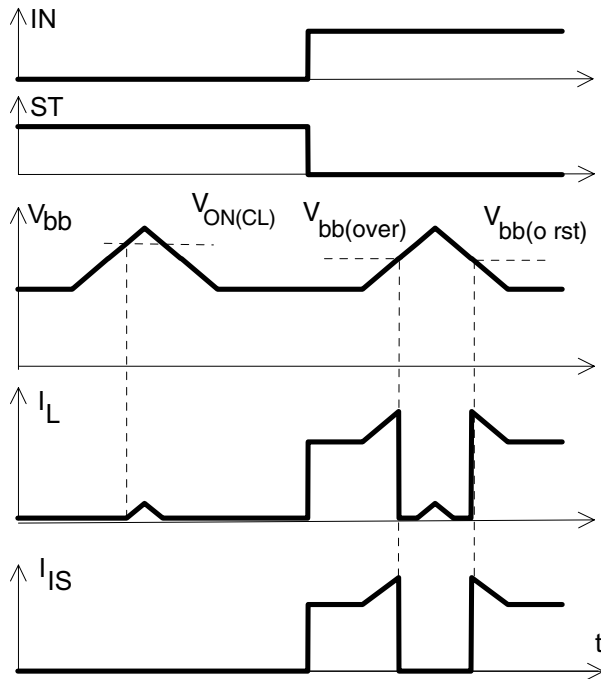 IN
ST
Vbb
VON(CL)
Vbb(over)
Vbb(o rst)
IL
IIS
t